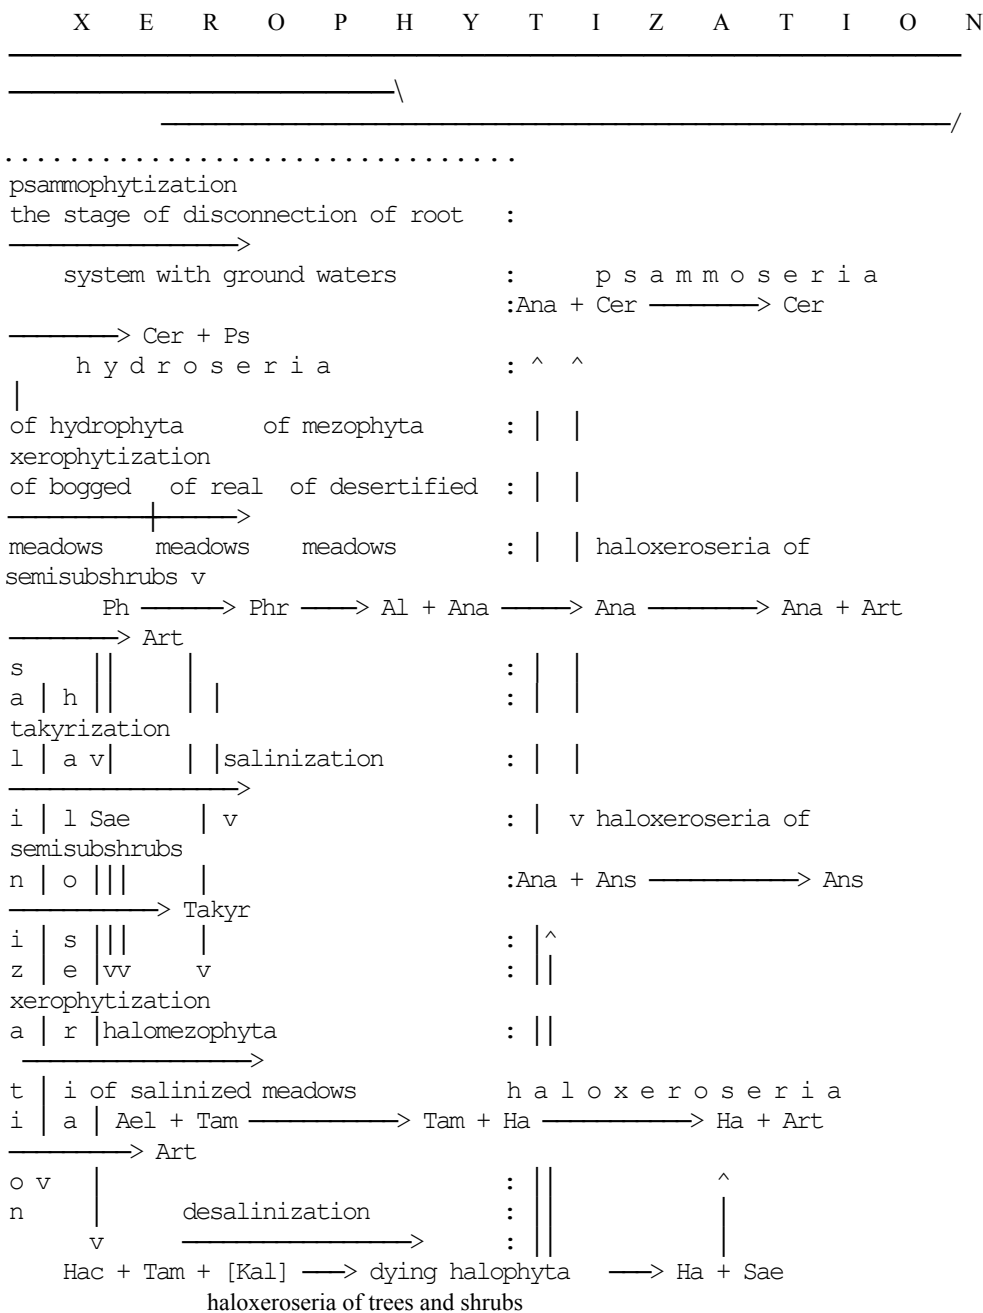 X E R O P H Y T I Z A T I O N
────────────────────────────────────────
────────────────\
─────────────────────────────────/
. . . . . . . . . . . . . . . . . . . . . . . . . . . . . . . .
psammophytization
the stage of disconnection of root :
───────────────>
system with ground waters : p s a m m o s e r i a
:Ana + Cer ───────> Cer
───────> Cer + Ps
h y d r o s e r i a : ^ ^
│
of hydrophyta of mezophyta : │ │
xerophytization
of bogged of real of desertified : │ │
─────────┼─────>
meadows meadows meadows : │ │ haloxeroseria of
semisubshrubs v
Ph ─────> Phr ───> Al + Ana ─────> Ana ───────> Ana + Art
───────> Art
s ││ │ : │ │
a │ h ││ │ │ : │ │
takyrization
l │ a v│ │ │salinization : │ │
───────────────>
i │ l Sae │ v : │ v haloxeroseria of
semisubshrubs
n │ o │││ │ :Ana + Ans ──────────> Ans
──────────> Takyr
i │ s │││ │ : │^
z │ e │vv v : ││
xerophytization
a │ r │halomezophyta : ││
───────────────>
t │ i of salinized meadows h a l o x e r o s e r i a
i │ a │ Ael + Tam ──────────> Tam + Ha ──────────> Ha + Art
────────> Art
o v │ : ││ ^
n │ desalinization : ││ │
v ───────────────> : ││ │
Hac + Tam + [Kal] ───> dying halophyta ───> Ha + Sae
haloxeroseria of trees and shrubs